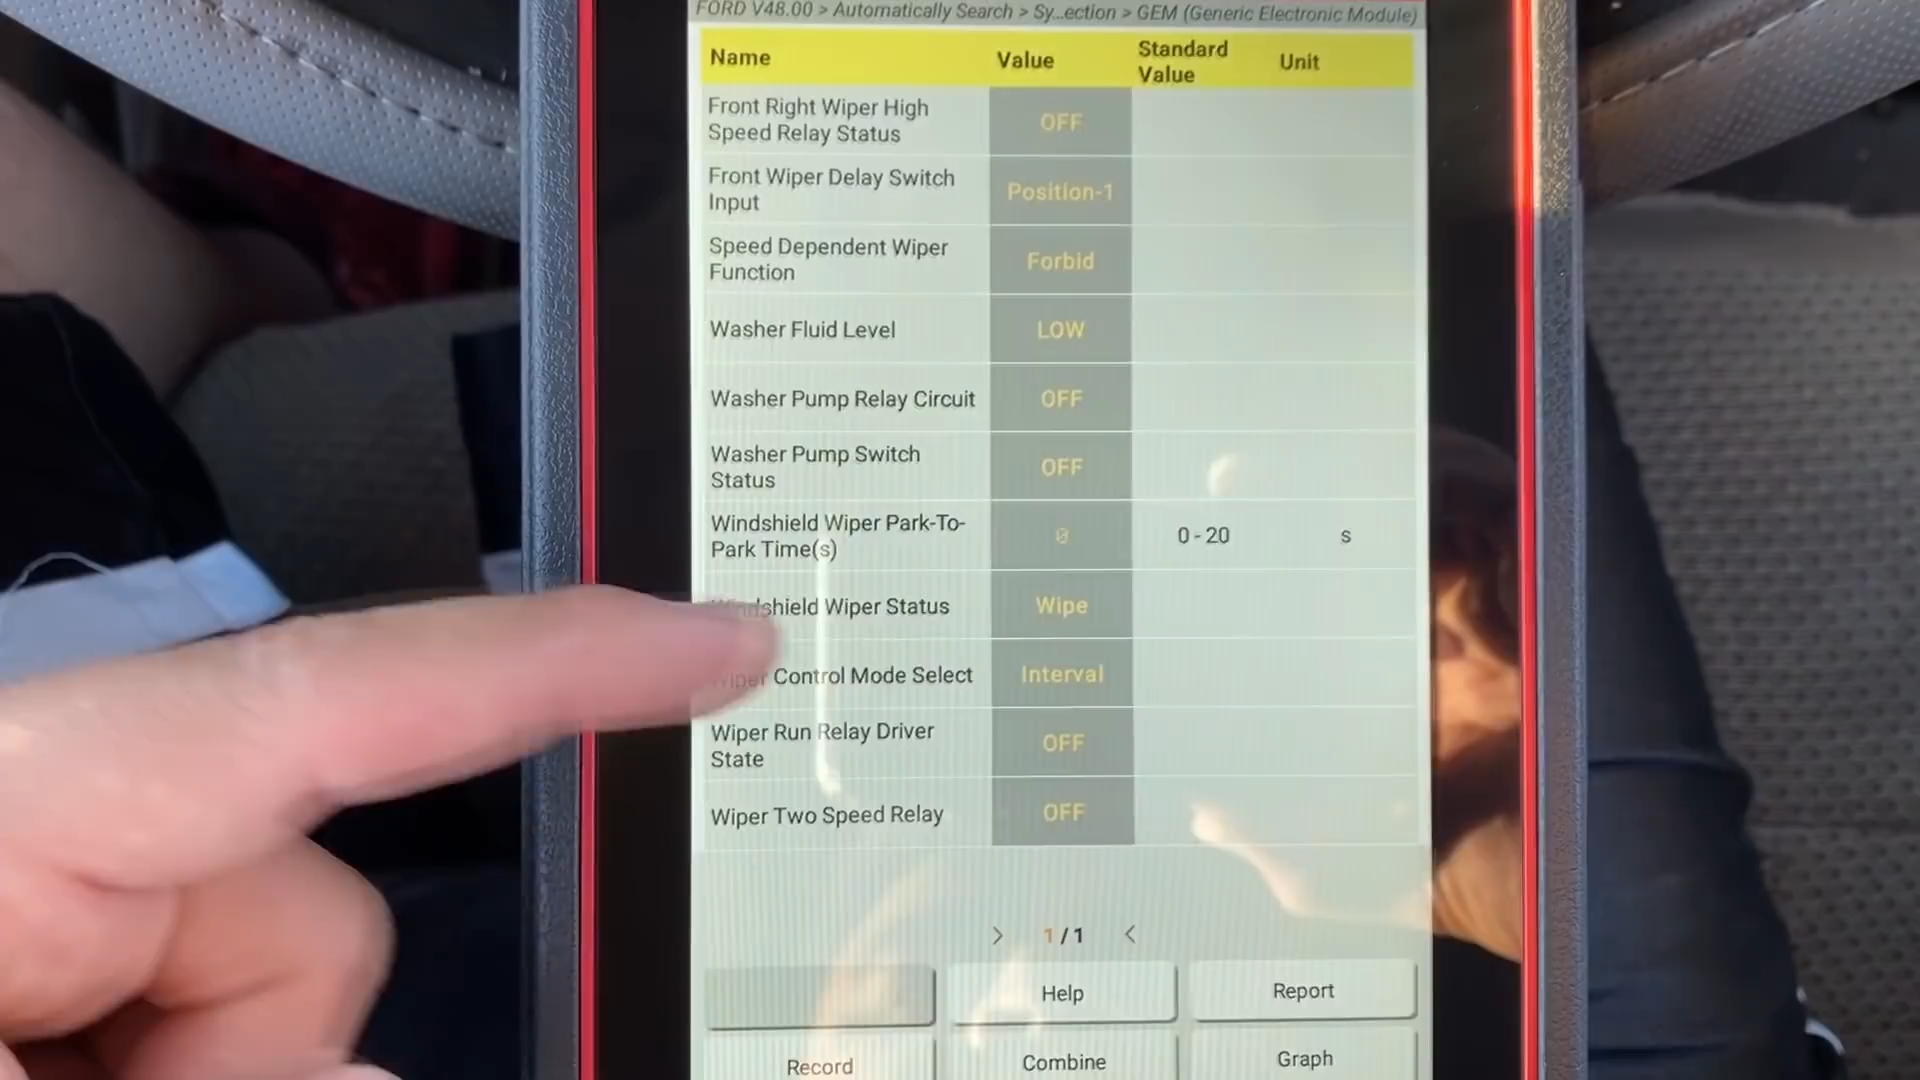 FORD V48.00 > Automatically Search > Sy...ection > GEM (Generic Electronic Module)
Name Value Standard Value Unit
Front Right Wiper High Speed Relay Status OFF
Front Wiper Delay Switch Input Position-1
Speed Dependent Wiper Function Forbid
Washer Fluid Level LOW
Washer Pump Relay Circuit OFF
Washer Pump Switch Status OFF
Windshield Wiper Park-To-Park Time(s) 0 - 20 s
Windshield Wiper Status Wipe
Wiper Control Mode Select Interval
Wiper Run Relay Driver State OFF
Wiper Two Speed Relay OFF
> 1 / 1 <
Help Report
Record Combine Graph